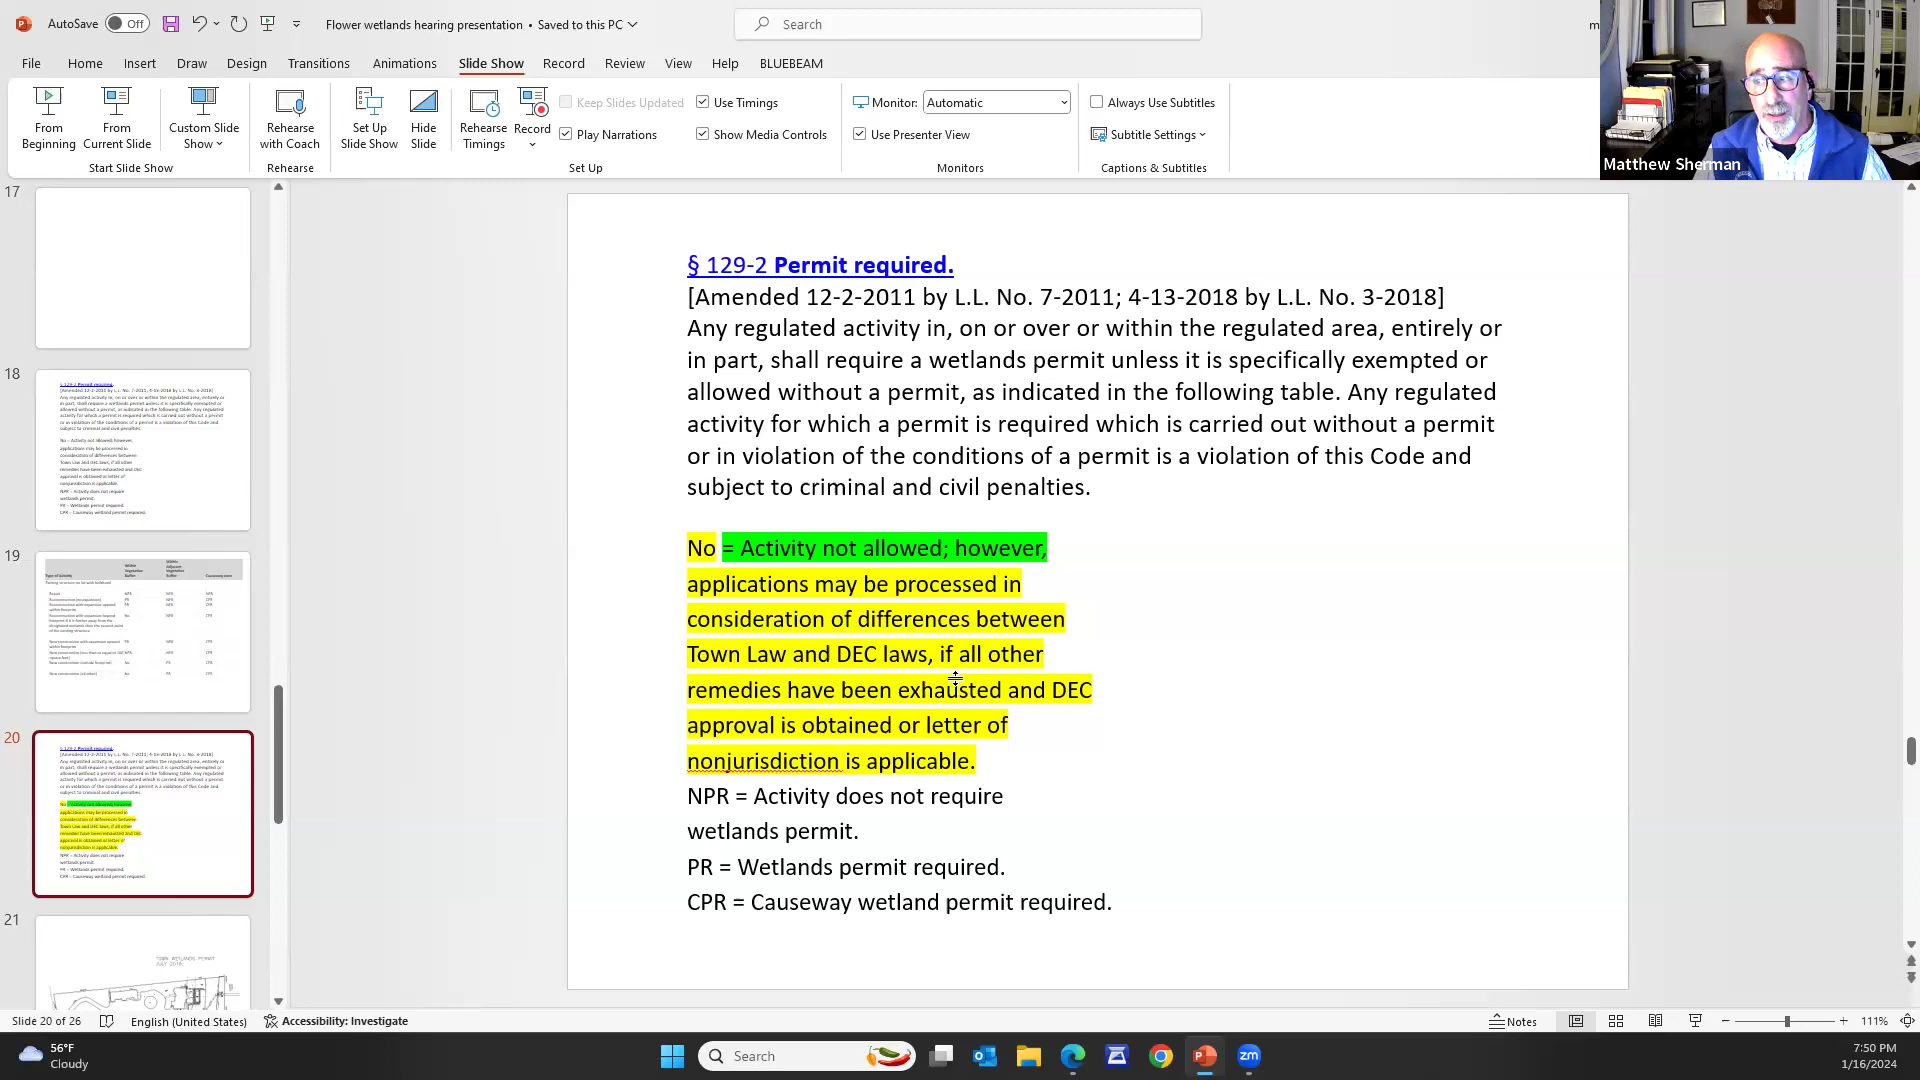 AutoSave Off
Flower wetlands hearing presentation • Saved to this PC
Search
m
File Home Insert Draw Design Transitions Animations Slide Show Record Review View Help BLUEBEAM
From Beginning
From Current Slide
Custom Slide Show
Start Slide Show
Rehearse with Coach
Rehearse
Set Up Slide Show
Hide Slide
Rehearse Timings
Record
Keep Slides Updated
Play Narrations
Use Timings
Show Media Controls
Set Up
Monitor: Automatic
Use Presenter View
Monitors
Always Use Subtitles
Subtitle Settings
Captions & Subtitles
Matthew Sherman
17
18
19
20
21
§ 129-2 Permit required.
[Amended 12-2-2011 by L.L. No. 7-2011; 4-13-2018 by L.L. No. 3-2018]
Any regulated activity in, on or over or within the regulated area, entirely or
in part, shall require a wetlands permit unless it is specifically exempted or
allowed without a permit, as indicated in the following table. Any regulated
activity for which a permit is required which is carried out without a permit
or in violation of the conditions of a permit is a violation of this Code and
subject to criminal and civil penalties.
No = Activity not allowed; however,
applications may be processed in
consideration of differences between
Town Law and DEC laws, if all other
remedies have been exhausted and DEC
approval is obtained or letter of
nonjurisdiction is applicable.
NPR = Activity does not require
wetlands permit.
PR = Wetlands permit required.
CPR = Causeway wetland permit required.
TOWN WETLANDS PERMIT
Slide 20 of 26
English (United States)
Accessibility: Investigate
Notes
111%
56°F
Cloudy
Search
zm
7:50 PM
1/16/2024